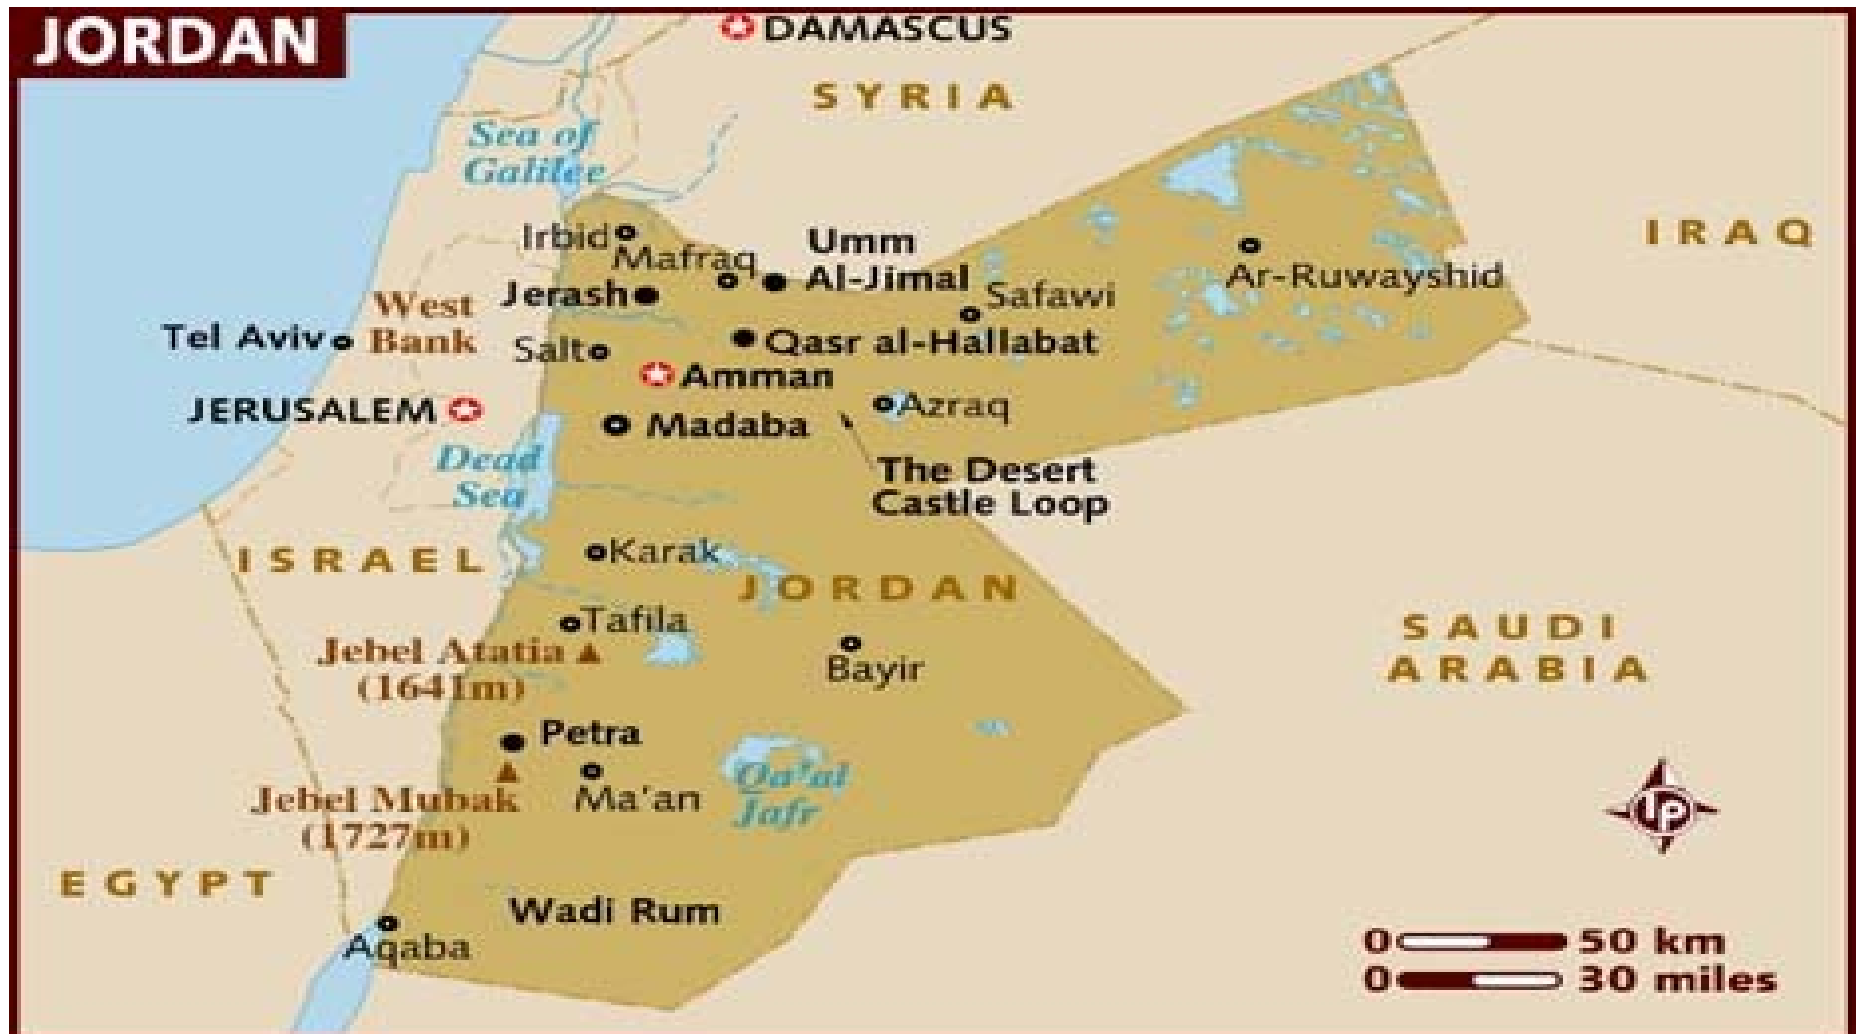 JORDAN
DAMASCUS
SYRIA
Sea of
Galilee
IRAQ
Irbid
Mafraq
Umm
Al-Jimal
Ar-Ruwayshid
Jerash
Safawi
West
Bank
Tel Aviv
Salt
Qasr al-Hallabat
Amman
JERUSALEM
Azraq
Madaba
Dead
Sea
The Desert
Castle Loop
ISRAEL
Karak
JORDAN
Tafila
SAUDI
ARABIA
Jebel Atatia
(1641m)
Bayir
Petra
Jebel Mubak
(1727m)
Ma'an
Qa'al
Jafr
lp
EGYPT
Wadi Rum
Aqaba
0 50 km
0 30 miles